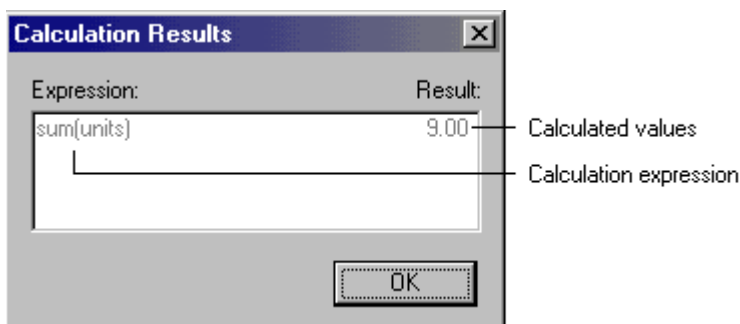 Calculation Results
Expression: Result:
sum(units) 9.00
Calculated values
Calculation expression
OK